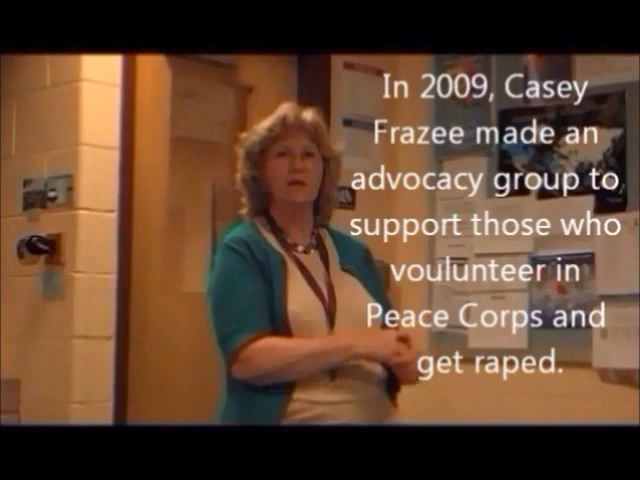 In 2009, Casey
Frazee made an
advocacy group to
support those who
voulunteer in
Peace Corps and
get raped.